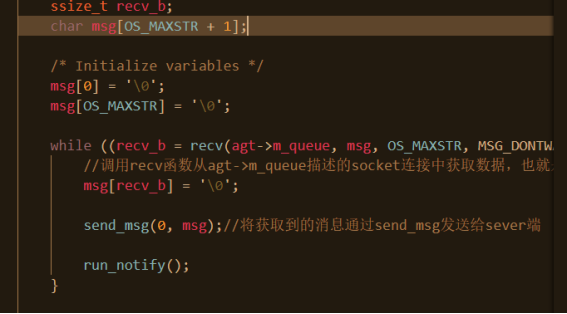 ssize_t recv_b;
char msg[OS_MAXSTR + 1];
/* Initialize variables */
msg[0] = '\0';
msg[OS_MAXSTR] = '\0';
while ((recv_b = recv(agt->m_queue, msg, OS_MAXSTR, MSG_DONTW
//调用recv函数从agt->m_queue描述的socket连接中获取数据，也就
msg[recv_b] = '\0';
send_msg(0, msg);//将获取到的消息通过send_msg发送给sever端
run_notify();
}